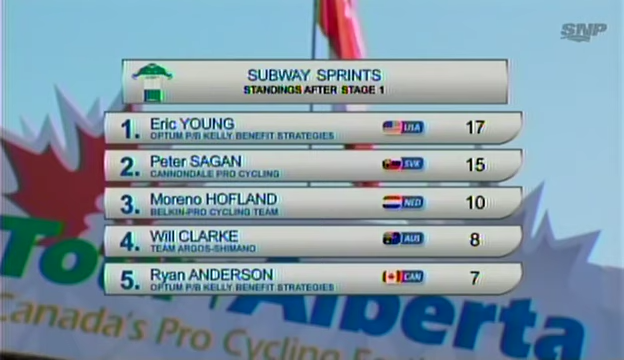 SNP
SUBWAY SPRINTS
STANDINGS AFTER STAGE 1
1. Eric YOUNG USA 17
OPTUM P/B KELLY BENEFIT STRATEGIES
2. Peter SAGAN SVK 15
CANNONDALE PRO CYCLING
3. Moreno HOFLAND NED 10
BELKIN-PRO CYCLING TEAM
4. Will CLARKE AUS 8
TEAM ARGOS-SHIMANO
5. Ryan ANDERSON CAN 7
OPTUM P/B KELLY BENEFIT STRATEGIES
Tour Alberta
Canada's Pro Cycling